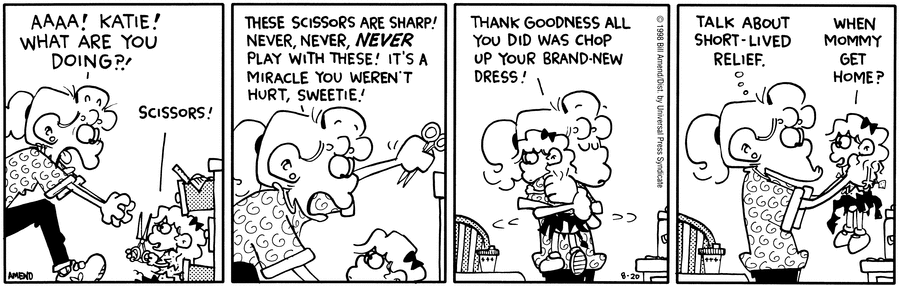 AAAA! KATIE!
WHAT ARE YOU
DOING?!
SCISSORS!
AMEND
THESE SCISSORS ARE SHARP!
NEVER, NEVER, NEVER
PLAY WITH THESE! IT'S A
MIRACLE YOU WEREN'T
HURT, SWEETIE!
THANK GOODNESS ALL
YOU DID WAS CHOP
UP YOUR BRAND-NEW
DRESS!
© 1998 Bill Amend/Dist. by Universal Press Syndicate
8-20
TALK ABOUT
SHORT-LIVED
RELIEF.
WHEN
MOMMY
GET
HOME?